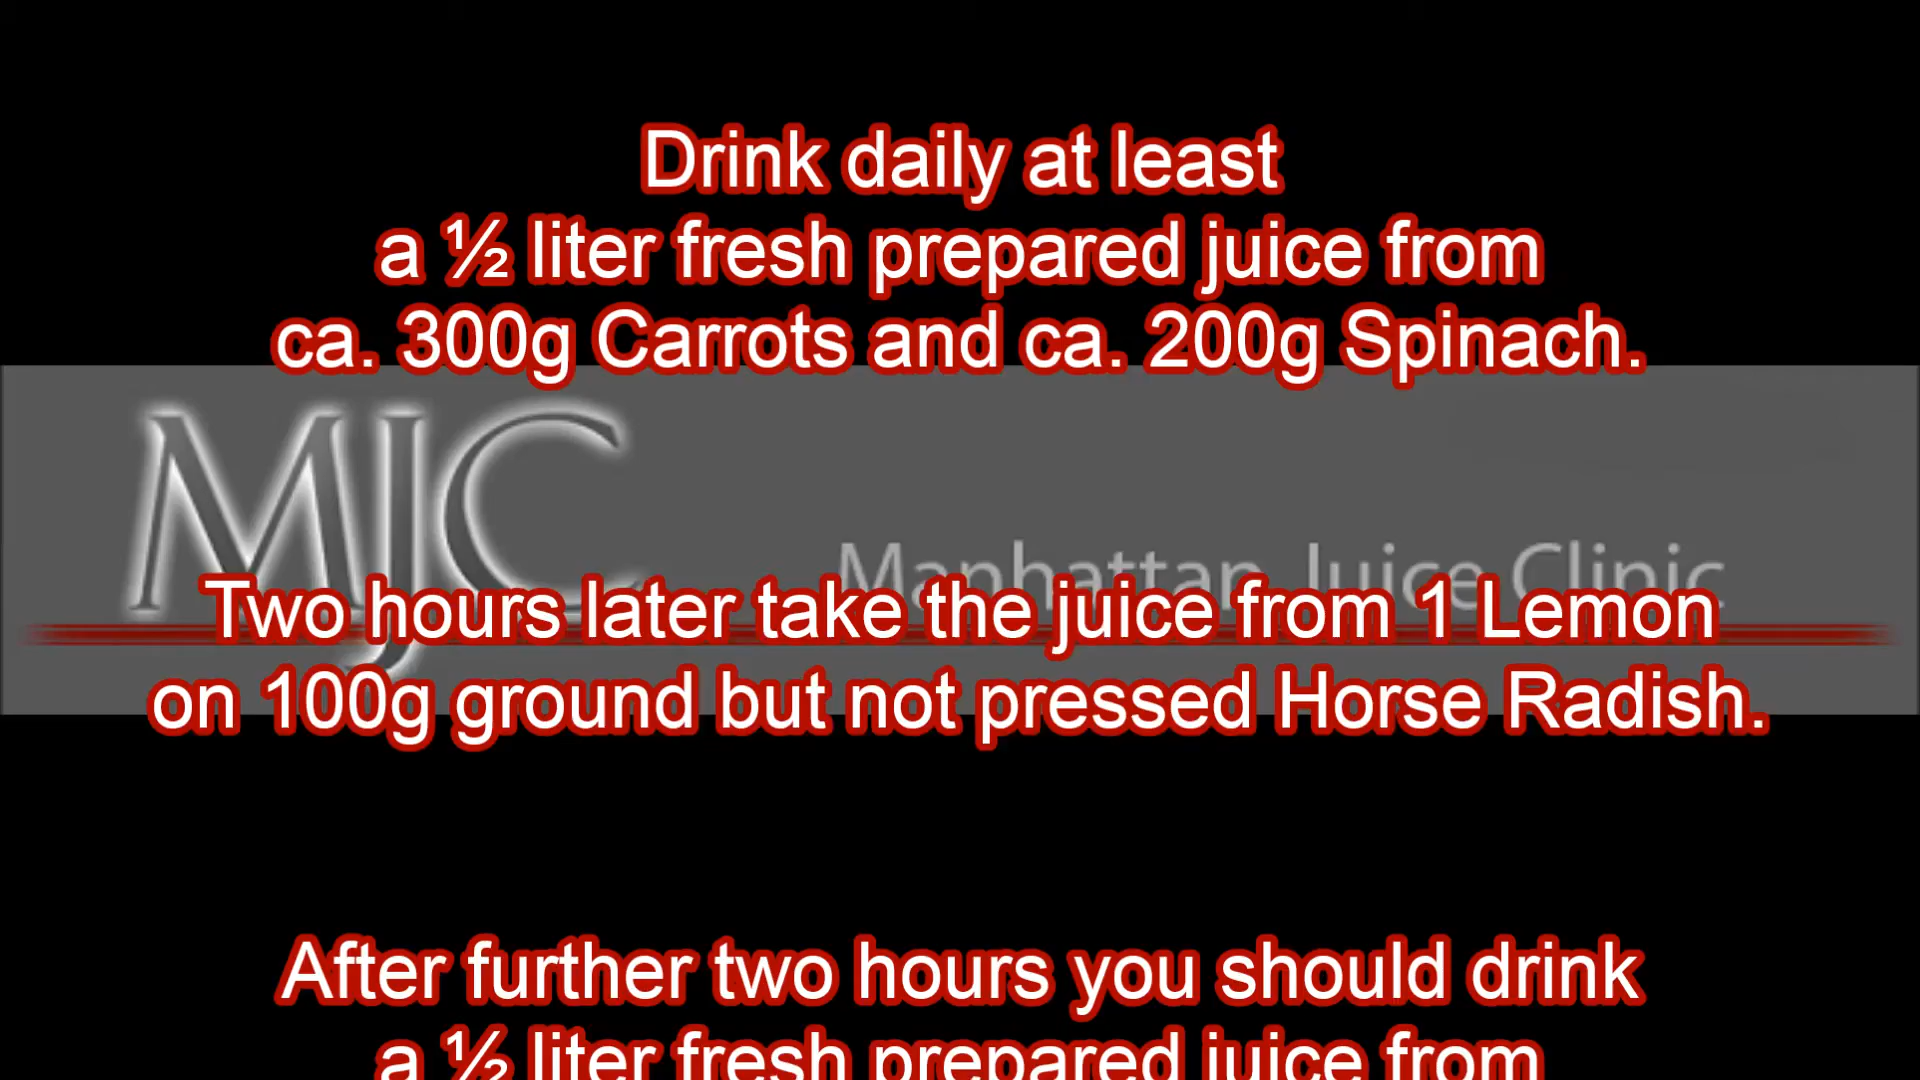 Drink daily at least
a ½ liter fresh prepared juice from
ca. 300g Carrots and ca. 200g Spinach.
MJC
Manhattan Juice Clinic
Two hours later take the juice from 1 Lemon
on 100g ground but not pressed Horse Radish.
After further two hours you should drink
a ½ liter fresh prepared juice from